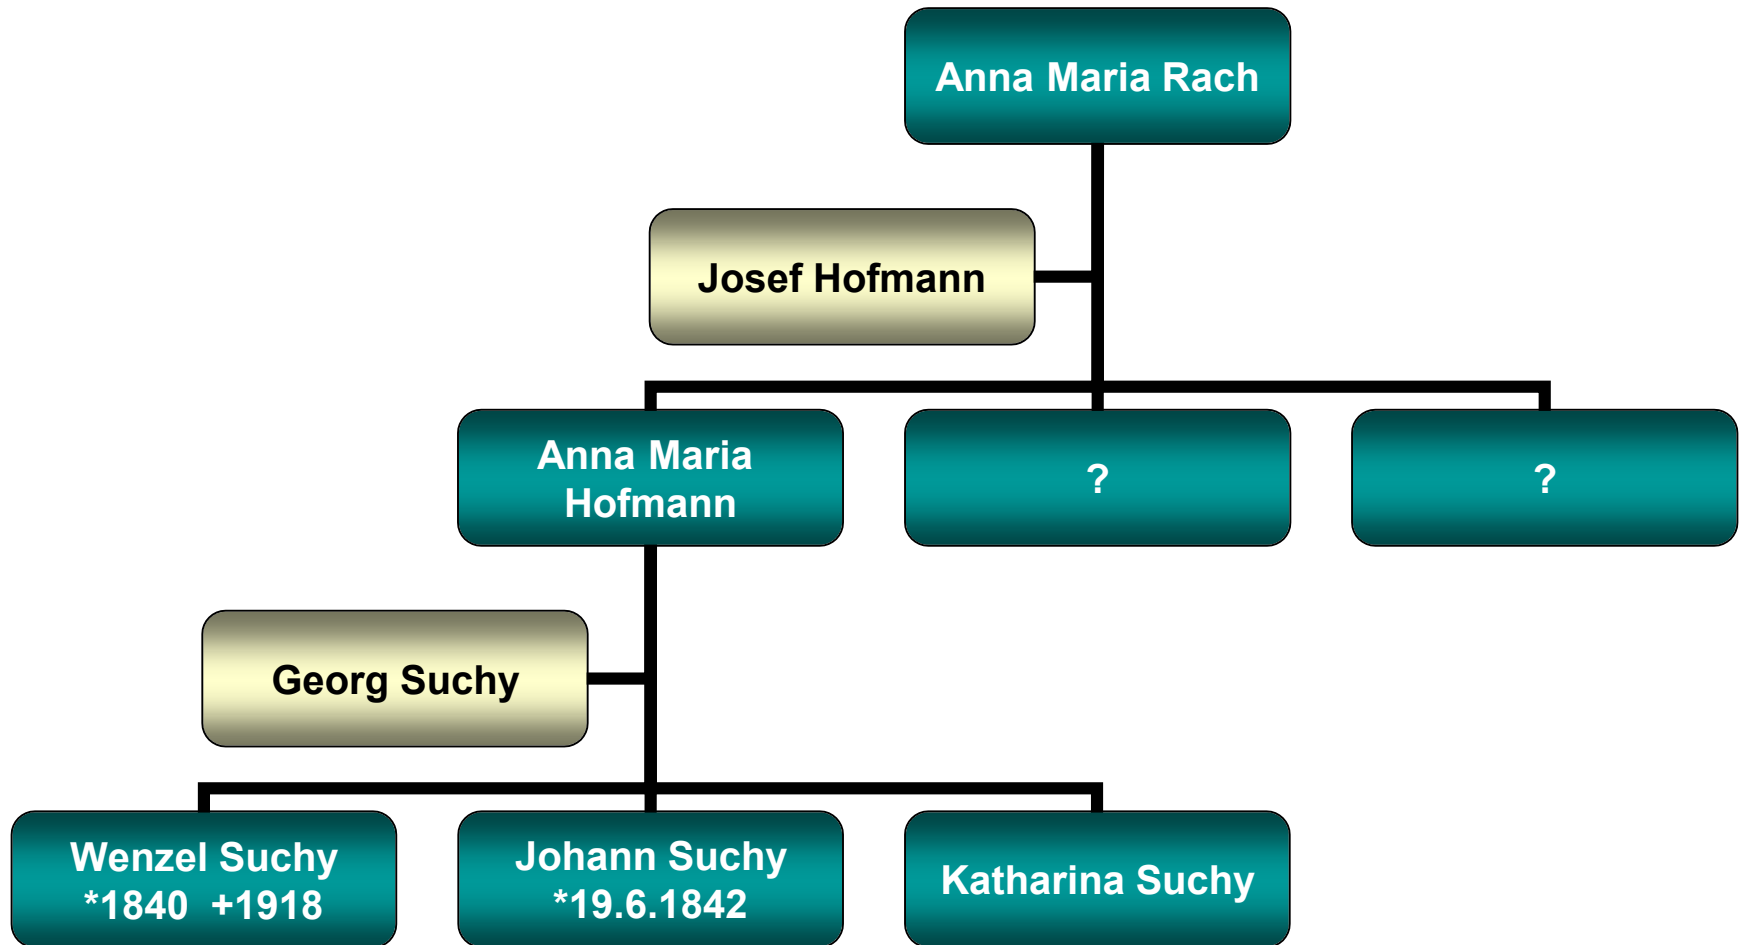 Anna Maria Rach
Josef Hofmann
Anna Maria
Hofmann
?
?
Georg Suchy
Wenzel Suchy
*1840 +1918
Johann Suchy
*19.6.1842
Katharina Suchy